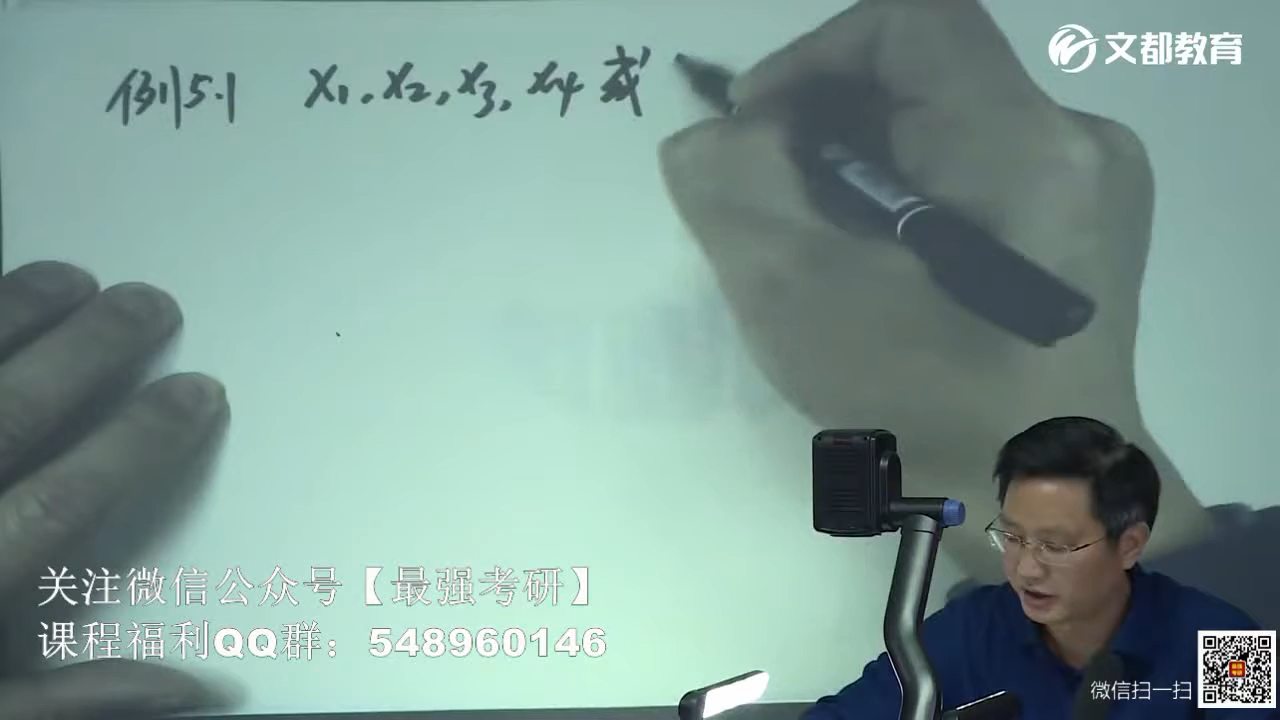 文都教育
例5.1 x1,x2,x3,x4 或
关注微信公众号【最强考研】
课程福利QQ群：548960146
微信扫一扫